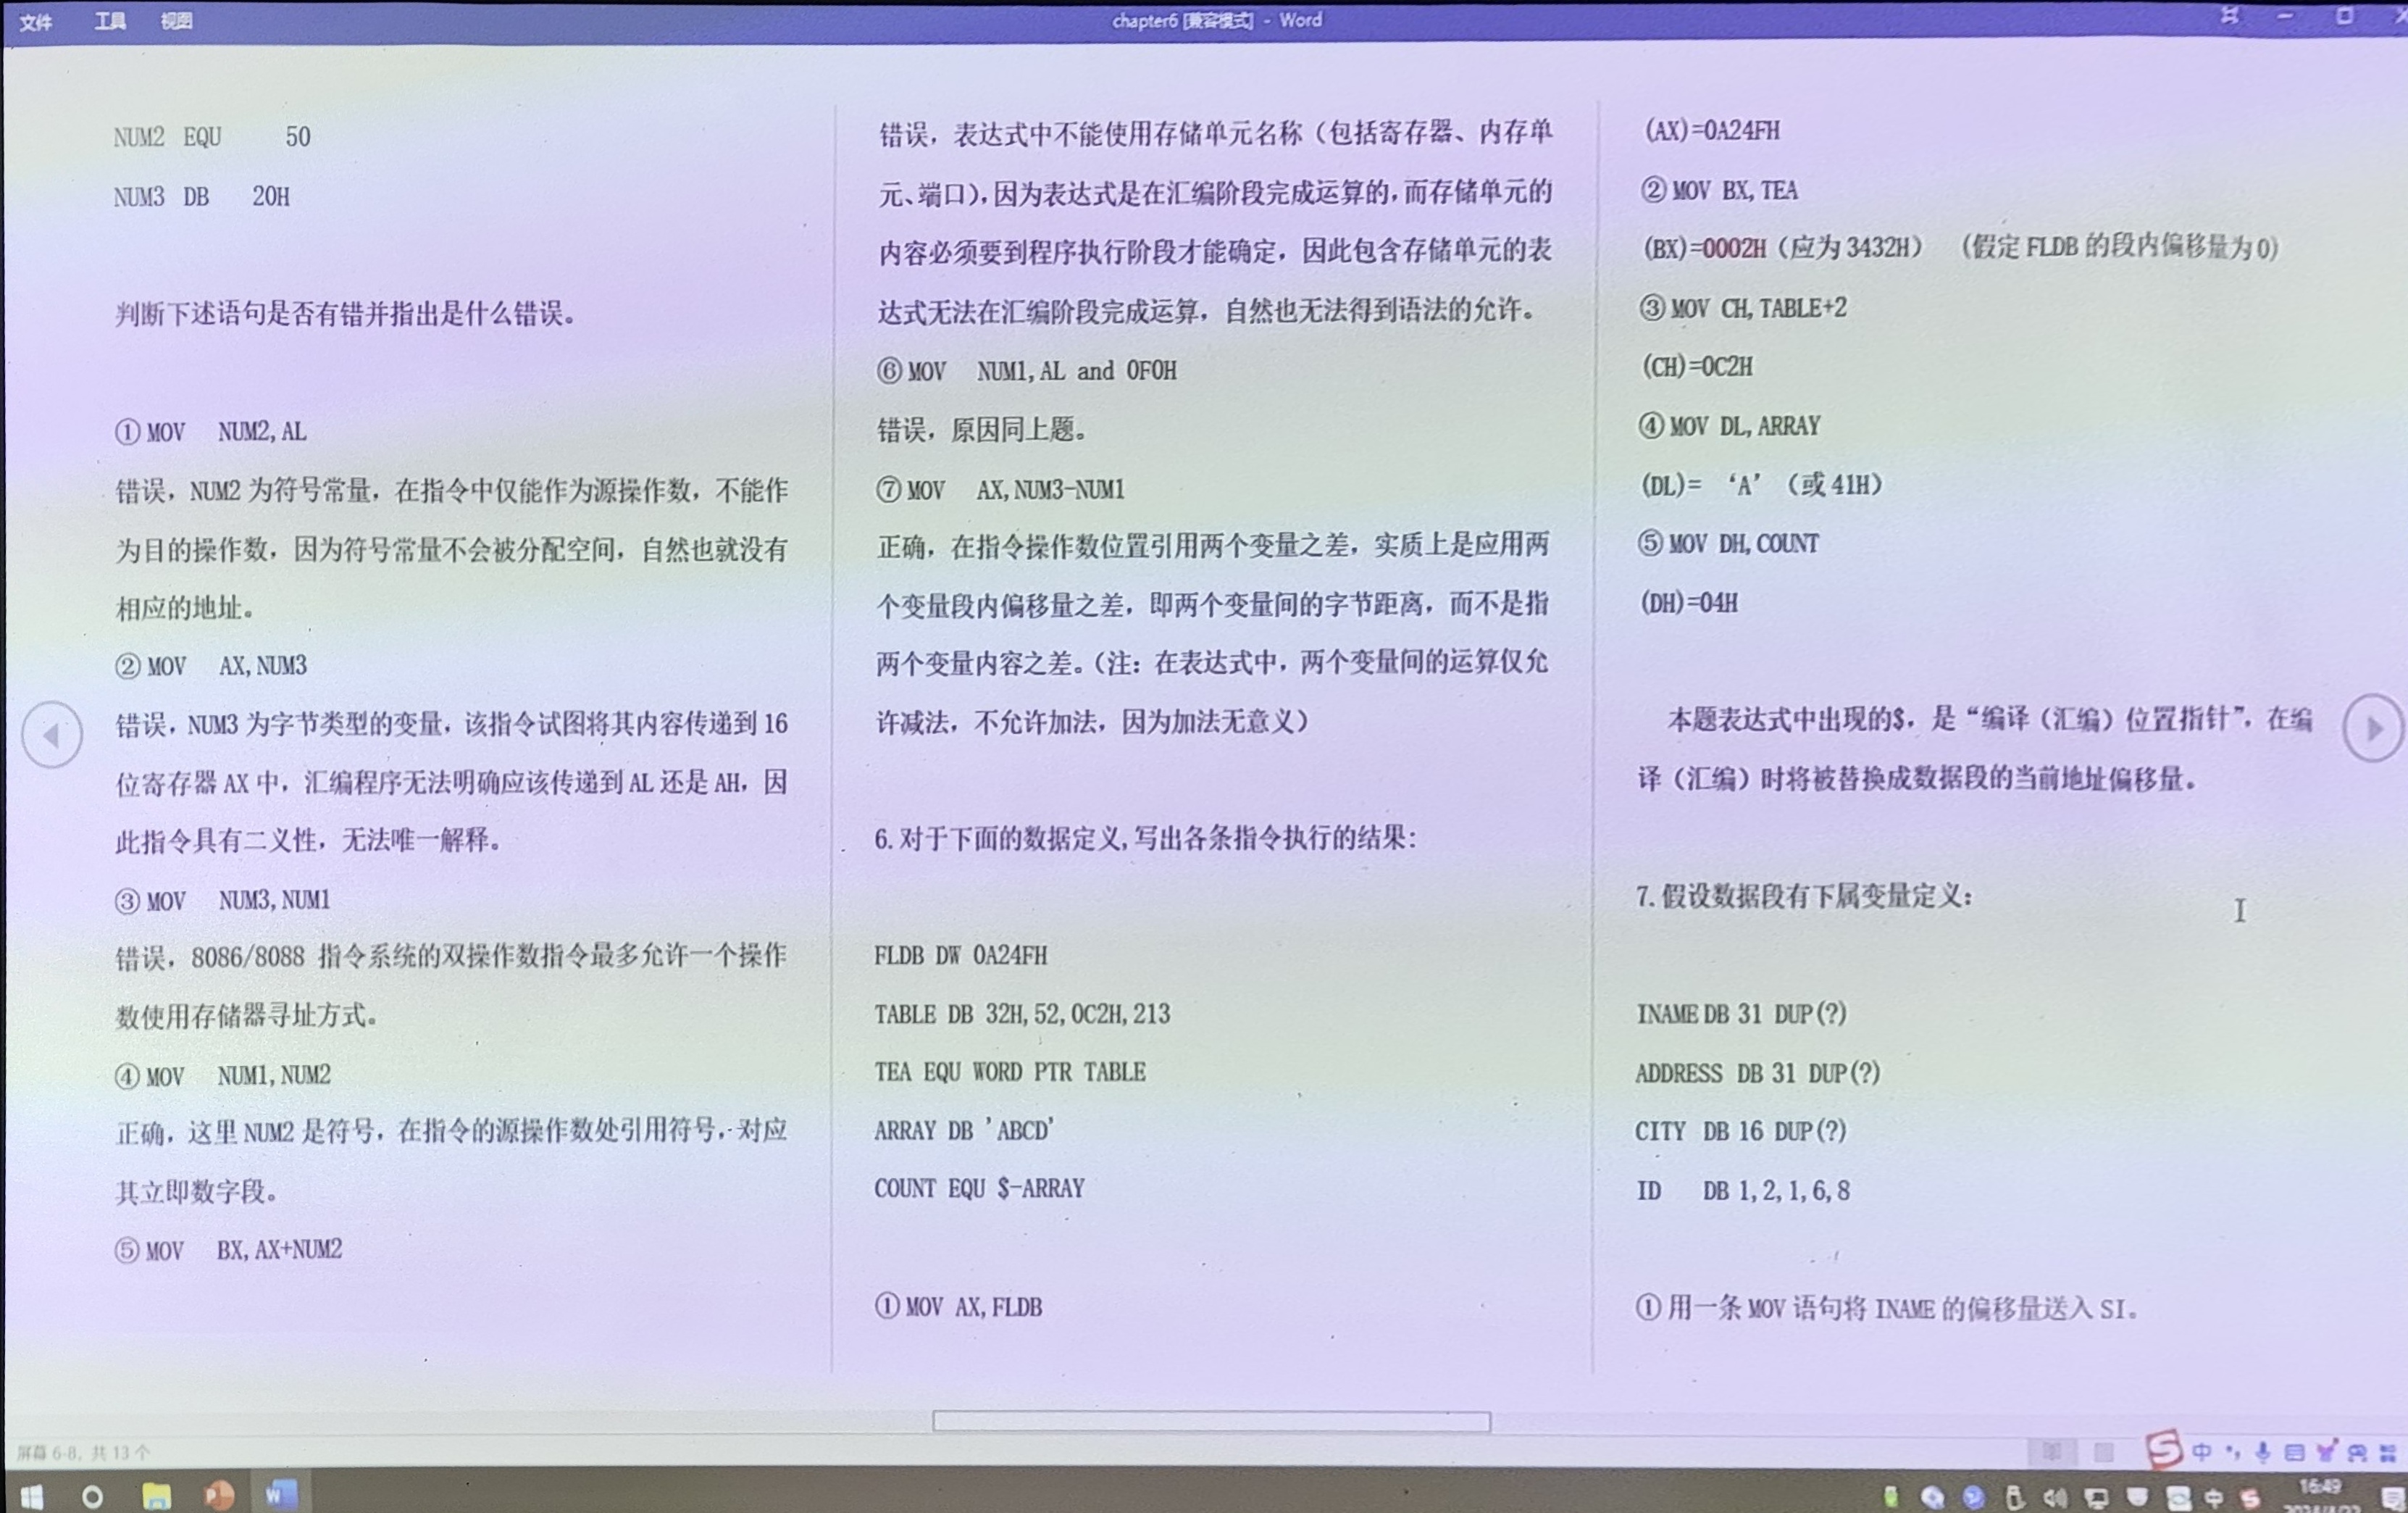 文件 工具 视图
chapter6 [兼容模式] - Word
NUM2 EQU 50
NUM3 DB 20H
判断下述语句是否有错并指出是什么错误。
① MOV NUM2,AL
错误，NUM2 为符号常量，在指令中仅能作为源操作数，不能作
为目的操作数，因为符号常量不会被分配空间，自然也就没有
相应的地址。
② MOV AX,NUM3
错误，NUM3 为字节类型的变量，该指令试图将其内容传递到 16
位寄存器 AX 中，汇编程序无法明确应该传递到 AL 还是 AH，因
此指令具有二义性，无法唯一解释。
③ MOV NUM3,NUM1
错误，8086/8088 指令系统的双操作数指令最多允许一个操作
数使用存储器寻址方式。
④ MOV NUM1,NUM2
正确，这里 NUM2 是符号，在指令的源操作数处引用符号，对应
其立即数字段。
⑤ MOV BX,AX+NUM2
错误，表达式中不能使用存储单元名称（包括寄存器、内存单
元、端口），因为表达式是在汇编阶段完成运算的，而存储单元的
内容必须要到程序执行阶段才能确定，因此包含存储单元的表
达式无法在汇编阶段完成运算，自然也无法得到语法的允许。
⑥ MOV NUM1,AL and 0F0H
错误，原因同上题。
⑦ MOV AX,NUM3-NUM1
正确，在指令操作数位置引用两个变量之差，实质上是应用两
个变量段内偏移量之差，即两个变量间的字节距离，而不是指
两个变量内容之差。（注：在表达式中，两个变量间的运算仅允
许减法，不允许加法，因为加法无意义）
6.对于下面的数据定义,写出各条指令执行的结果:
FLDB DW 0A24FH
TABLE DB 32H,52,0C2H,213
TEA EQU WORD PTR TABLE
ARRAY DB 'ABCD'
COUNT EQU $-ARRAY
① MOV AX,FLDB
(AX)=0A24FH
② MOV BX,TEA
(BX)=0002H（应为 3432H） （假定 FLDB 的段内偏移量为 0）
③ MOV CH,TABLE+2
(CH)=0C2H
④ MOV DL,ARRAY
(DL)= ‘A’ （或 41H）
⑤ MOV DH,COUNT
(DH)=04H
本题表达式中出现的$，是“编译（汇编）位置指针”，在编
译（汇编）时将被替换成数据段的当前地址偏移量。
7.假设数据段有下属变量定义：
INAME DB 31 DUP(?)
ADDRESS DB 31 DUP(?)
CITY DB 16 DUP(?)
ID DB 1,2,1,6,8
① 用一条 MOV 语句将 INAME 的偏移量送入 SI。
屏幕 6-8，共 13 个
中
16:49